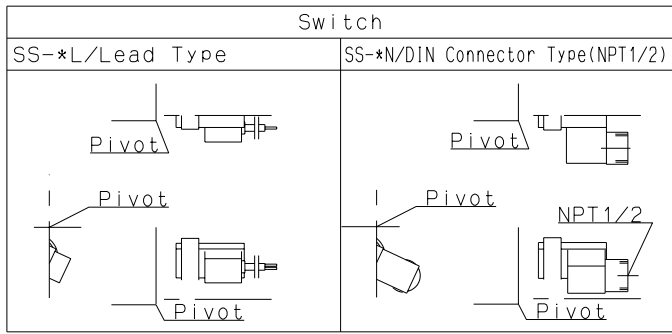 Switch
SS-*L/Lead Type
SS-*N/DIN Connector Type(NPT1/2)
Pivot
Pivot
Pivot
Pivot
NPT1/2
Pivot
Pivot